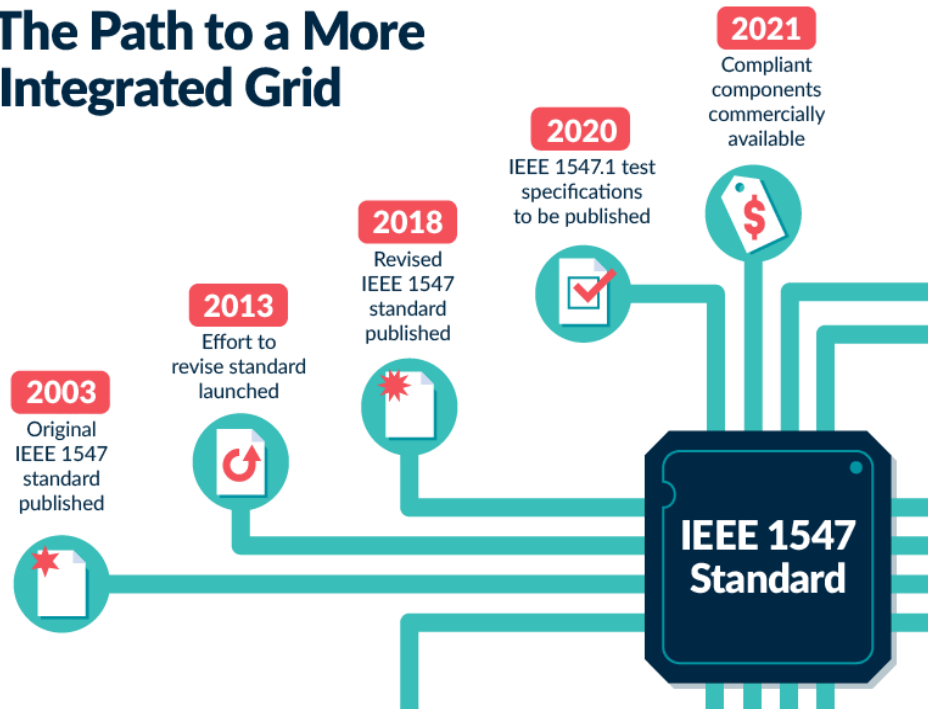 The Path to a More
Integrated Grid
2003
Original
IEEE 1547
standard
published
2013
Effort to
revise standard
launched
2018
Revised
IEEE 1547
standard
published
2020
IEEE 1547.1 test
specifications
to be published
2021
Compliant
components
commercially
available
$
IEEE 1547
Standard